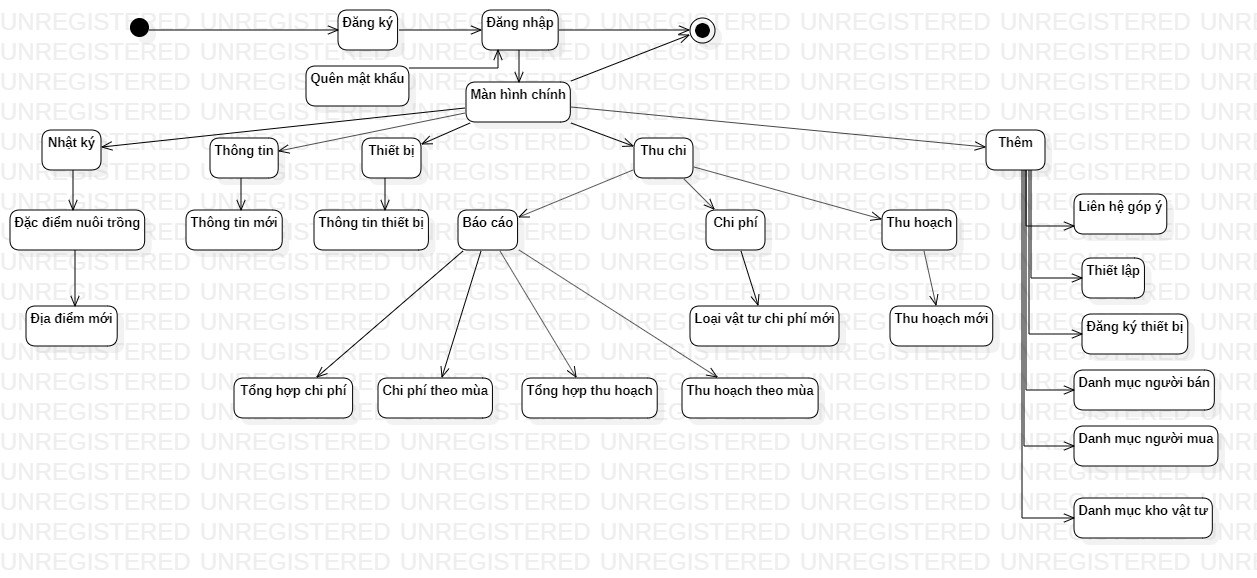 Đăng ký
Đăng nhập
Quên mật khẩu
Màn hình chính
Nhật ký
Thông tin
Thiết bị
Thu chi
Thêm
Đặc điểm nuôi trồng
Thông tin mới
Thông tin thiết bị
Báo cáo
Chi phí
Thu hoạch
Liên hệ góp ý
Thiết lập
Địa điểm mới
Loại vật tư chi phí mới
Thu hoạch mới
Đăng ký thiết bị
Tổng hợp chi phí
Chi phí theo mùa
Tổng hợp thu hoạch
Thu hoạch theo mùa
Danh mục người bán
Danh mục người mua
Danh mục kho vật tư
UNREGISTERED